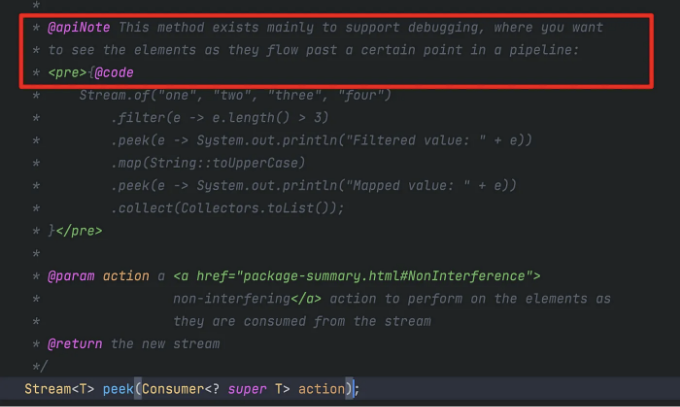 *
* @apiNote This method exists mainly to support debugging, where you want
* to see the elements as they flow past a certain point in a pipeline:
* <pre>{@code
*     Stream.of("one", "two", "three", "four")
*         .filter(e -> e.length() > 3)
*         .peek(e -> System.out.println("Filtered value: " + e))
*         .map(String::toUpperCase)
*         .peek(e -> System.out.println("Mapped value: " + e))
*         .collect(Collectors.toList());
* }</pre>
*
* @param action a <a href="package-summary.html#NonInterference">
*                 non-interfering</a> action to perform on the elements as
*                 they are consumed from the stream
* @return the new stream
*/
Stream<T> peek(Consumer<? super T> action);